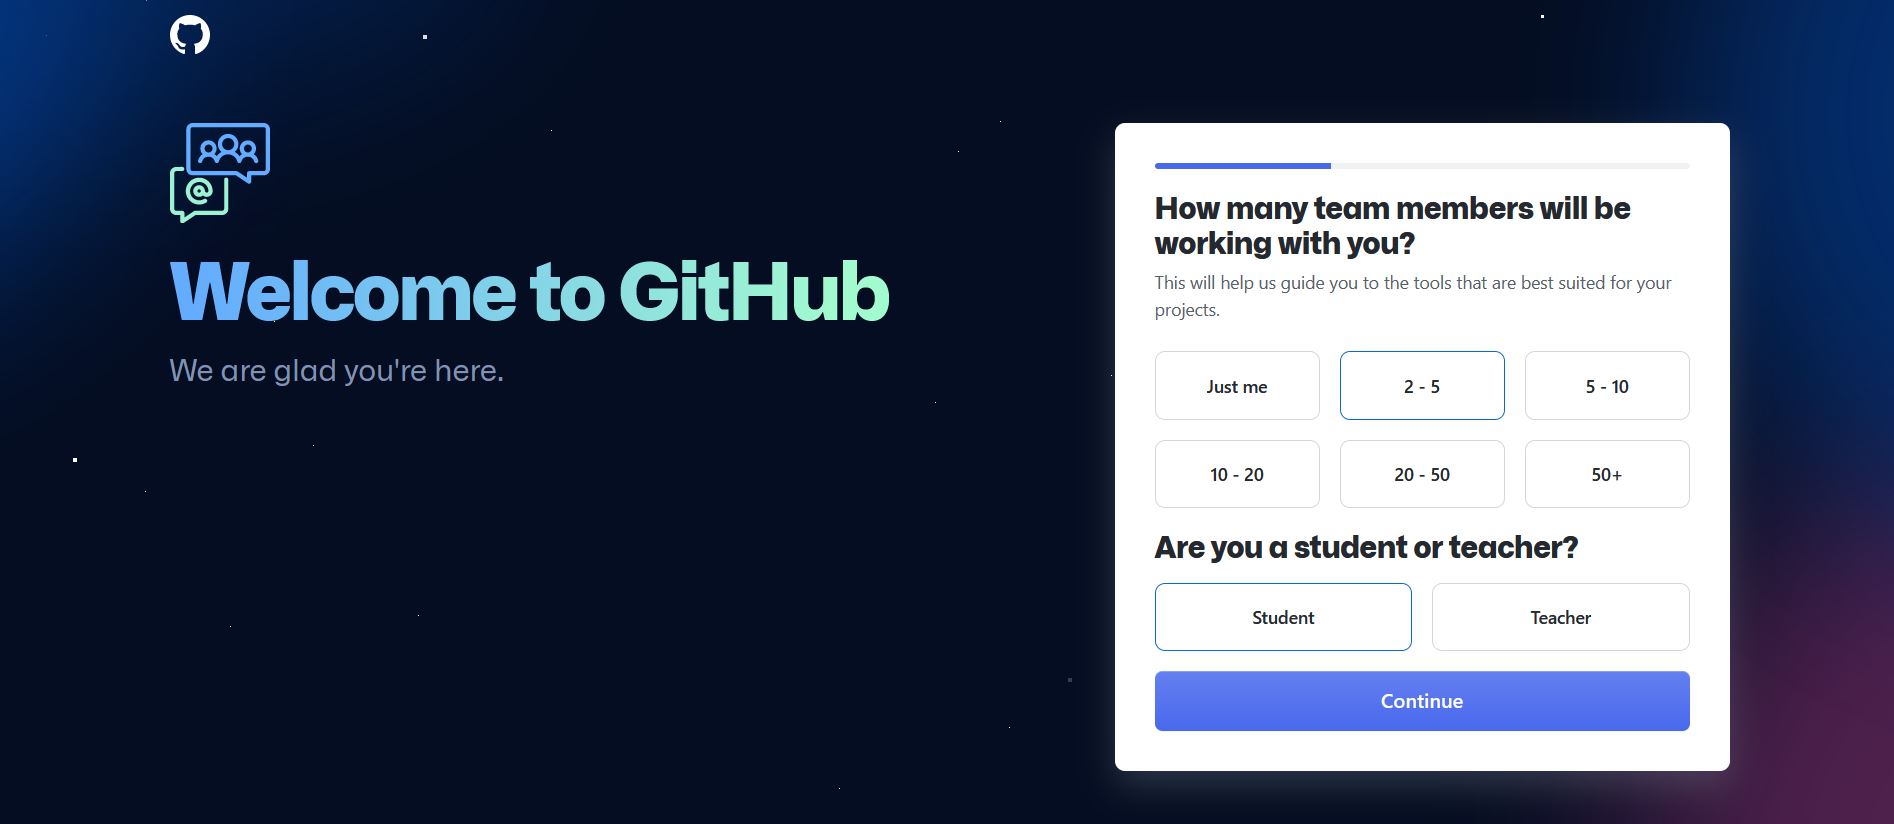 Welcome to GitHub
We are glad you're here.
How many team members will be
working with you?
This will help us guide you to the tools that are best suited for your
projects.
Just me
2 - 5
5 - 10
10 - 20
20 - 50
50+
Are you a student or teacher?
Student
Teacher
Continue